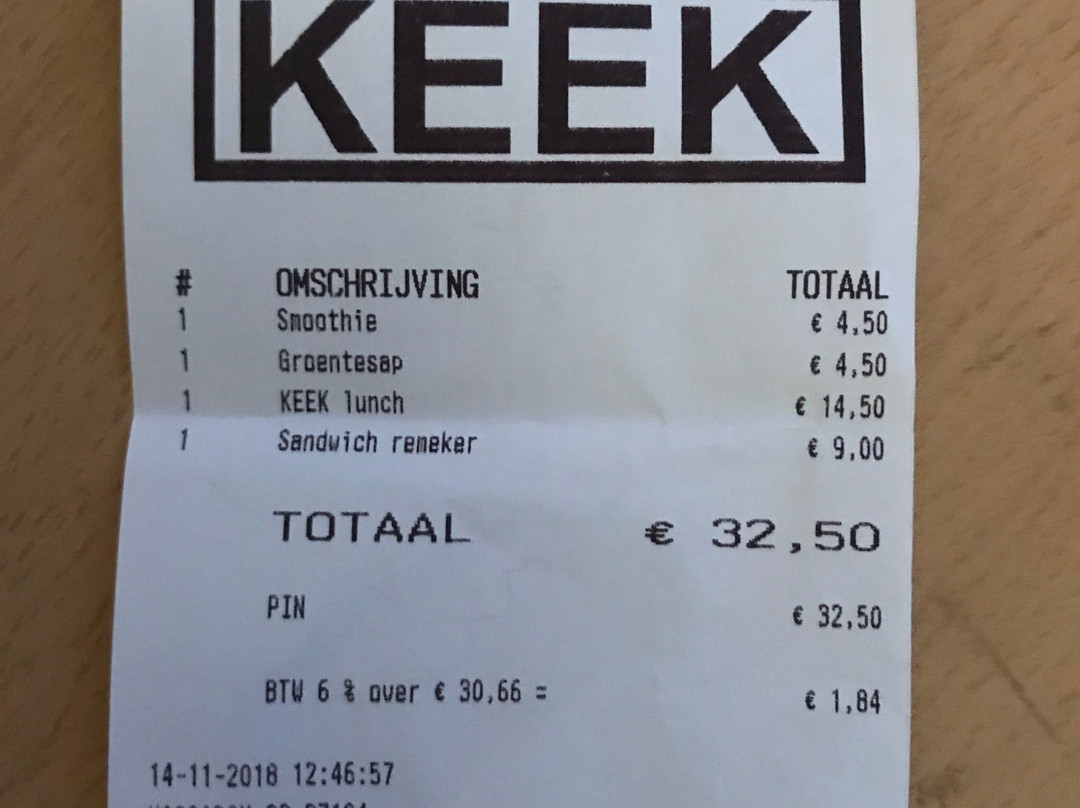 KEEK
# OMSCHRIJVING TOTAAL
1 Smoothie € 4,50
1 Groentesap € 4,50
1 KEEK lunch € 14,50
1 Sandwich remeker € 9,00
TOTAAL € 32,50
PIN € 32,50
BTW 6 % over € 30,66 = € 1,84
14-11-2018 12:46:57